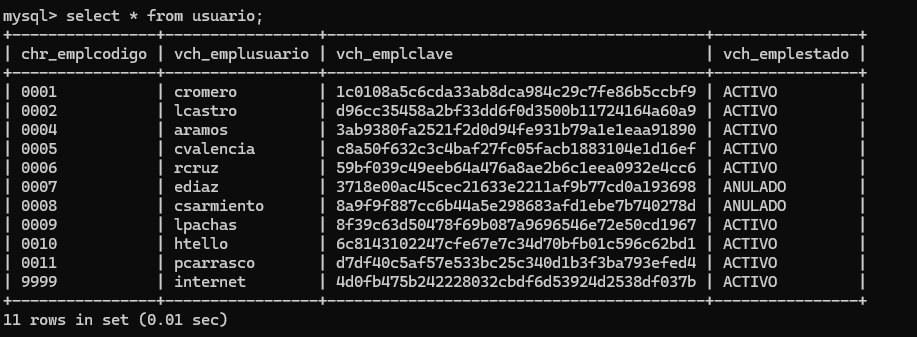 mysql> select * from usuario;
+----------------+-----------------+------------------------------------------+----------------+
| chr_emplcodigo | vch_emplusuario | vch_emplclave                            | vch_emplestado |
+----------------+-----------------+------------------------------------------+----------------+
| 0001           | cromero         | 1c0108a5c6cda33ab8dca984c29c7fe86b5ccbf9 | ACTIVO         |
| 0002           | lcastro         | d96cc35458a2bf33dd6f0d3500b11724164a60a9 | ACTIVO         |
| 0004           | aramos          | 3ab9380fa2521f2d0d94fe931b79a1e1eaa91890 | ACTIVO         |
| 0005           | cvalencia       | c8a50f632c3c4baf27fc05facb1883104e1d16ef | ACTIVO         |
| 0006           | rcruz           | 59bf039c49eeb64a476a8ae2b6c1eea0932e4cc6 | ACTIVO         |
| 0007           | ediaz           | 3718e00ac45cec21633e2211af9b77cd0a193698 | ANULADO        |
| 0008           | csarmiento      | 8a9f9f887cc6b44a5e298683afd1ebe7b740278d | ANULADO        |
| 0009           | lpachas         | 8f39c63d50478f69b087a9696546e72e50cd1967 | ACTIVO         |
| 0010           | htello          | 6c8143102247cfe67e7c34d70bfb01c596c62bd1 | ACTIVO         |
| 0011           | pcarrasco       | d7df40c5af57e533bc25c340d1b3f3ba793efed4 | ACTIVO         |
| 9999           | internet        | 4d0fb475b242228032cbdf6d53924d2538df037b | ACTIVO         |
+----------------+-----------------+------------------------------------------+----------------+
11 rows in set (0.01 sec)